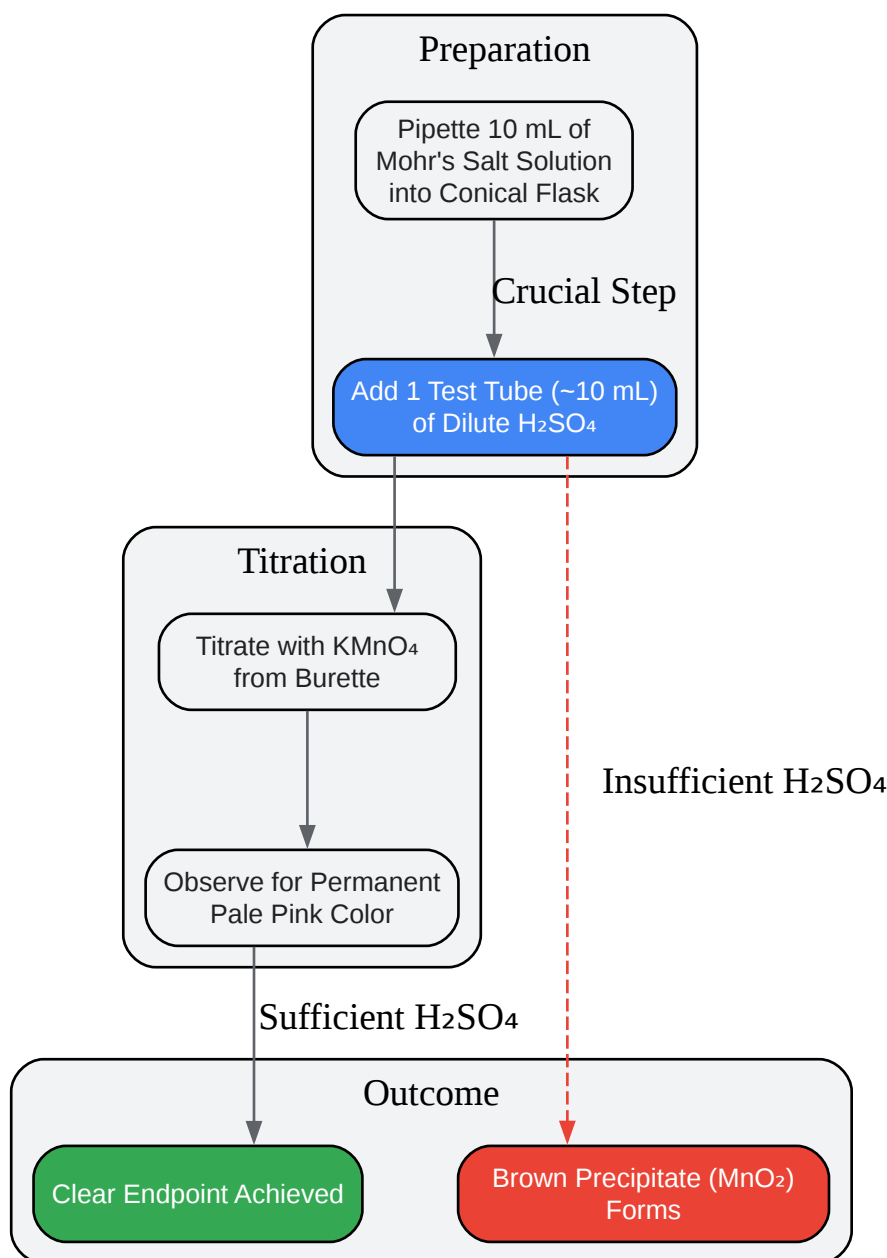 Preparation
Pipette 10 mL of
Mohr's Salt Solution
into Conical Flask
Crucial Step
Add 1 Test Tube (~10 mL)
of Dilute H₂SO₄
Titration
Titrate with KMnO₄
from Burette
Insufficient H₂SO₄
Observe for Permanent
Pale Pink Color
Sufficient H₂SO₄
Outcome
Clear Endpoint Achieved
Brown Precipitate (MnO₂)
Forms